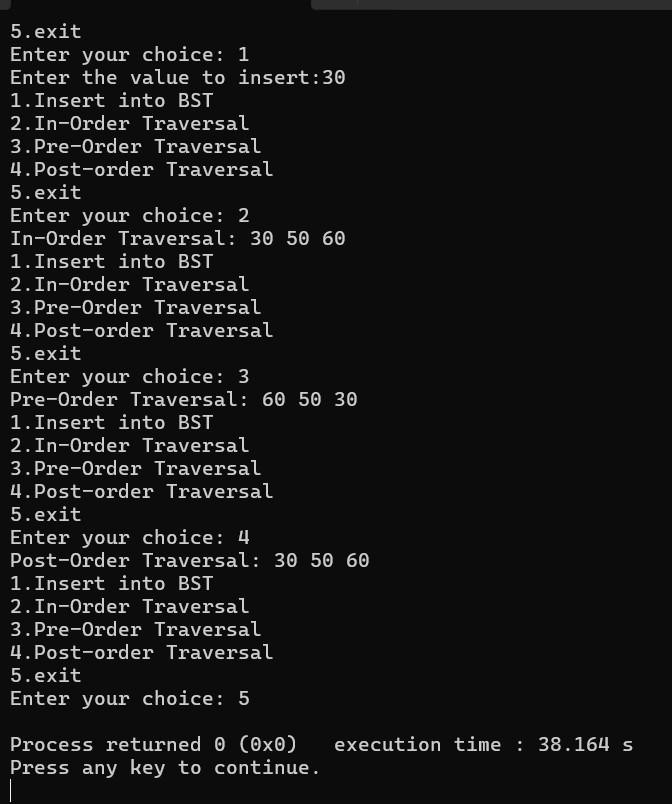 5.exit
Enter your choice: 1
Enter the value to insert:30
1.Insert into BST
2.In-Order Traversal
3.Pre-Order Traversal
4.Post-order Traversal
5.exit
Enter your choice: 2
In-Order Traversal: 30 50 60
1.Insert into BST
2.In-Order Traversal
3.Pre-Order Traversal
4.Post-order Traversal
5.exit
Enter your choice: 3
Pre-Order Traversal: 60 50 30
1.Insert into BST
2.In-Order Traversal
3.Pre-Order Traversal
4.Post-order Traversal
5.exit
Enter your choice: 4
Post-Order Traversal: 30 50 60
1.Insert into BST
2.In-Order Traversal
3.Pre-Order Traversal
4.Post-order Traversal
5.exit
Enter your choice: 5
Process returned 0 (0x0)   execution time : 38.164 s
Press any key to continue.